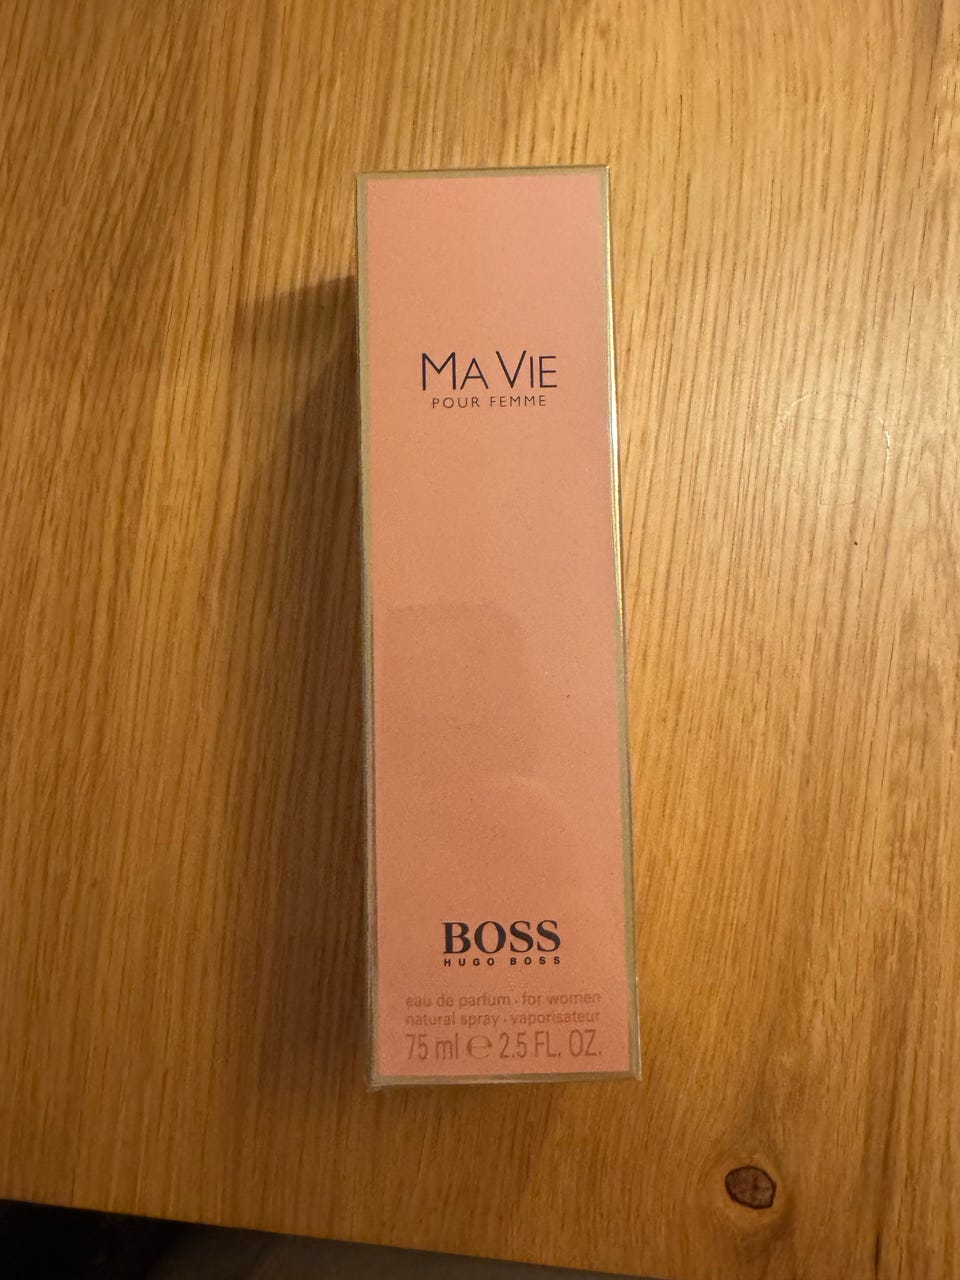 MA VIE
POUR FEMME
BOSS
HUGO BOSS
eau de parfum · for women
natural spray · vaporisateur
75 ml ℮ 2.5 FL. OZ.